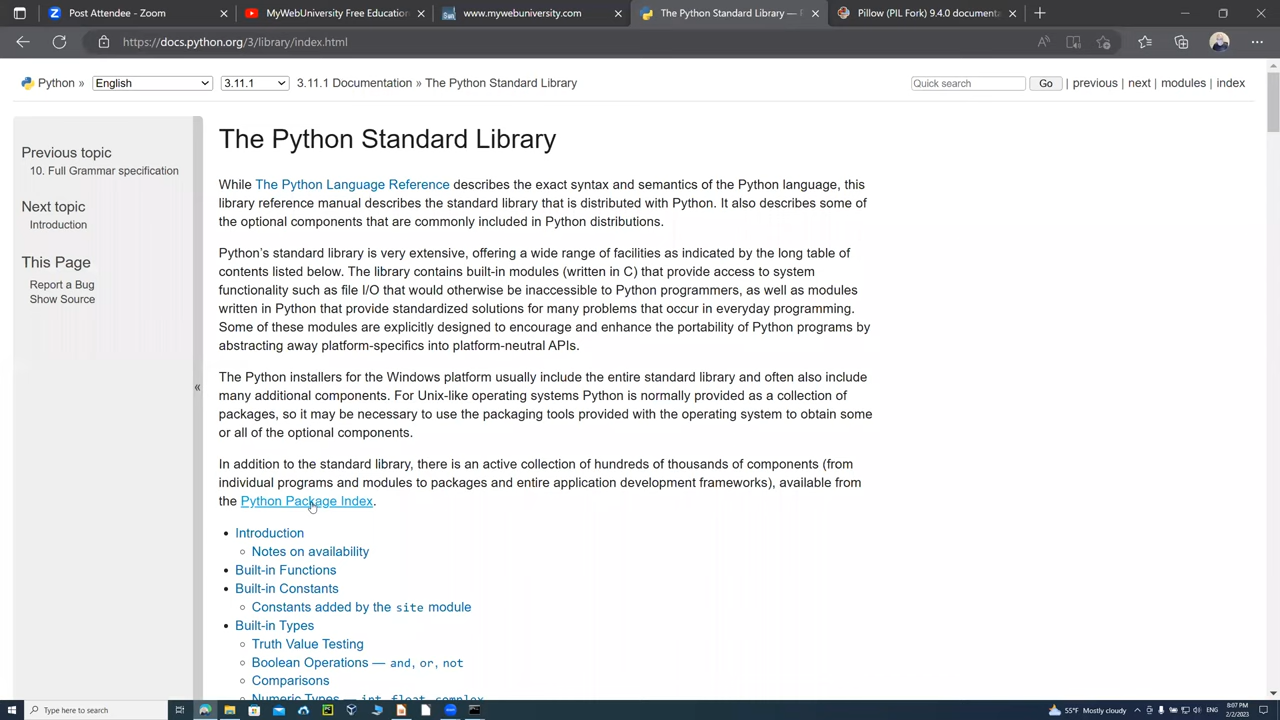 Post Attendee - Zoom
MyWebUniversity Free Education
www.mywebuniversity.com
The Python Standard Library —
Pillow (PIL Fork) 9.4.0 documenta
https://docs.python.org/3/library/index.html
Python » English 3.11.1 3.11.1 Documentation » The Python Standard Library
Quick search Go | previous | next | modules | index
Previous topic
10. Full Grammar specification
Next topic
Introduction
This Page
Report a Bug
Show Source
«
The Python Standard Library
While The Python Language Reference describes the exact syntax and semantics of the Python language, this
library reference manual describes the standard library that is distributed with Python. It also describes some of
the optional components that are commonly included in Python distributions.
Python’s standard library is very extensive, offering a wide range of facilities as indicated by the long table of
contents listed below. The library contains built-in modules (written in C) that provide access to system
functionality such as file I/O that would otherwise be inaccessible to Python programmers, as well as modules
written in Python that provide standardized solutions for many problems that occur in everyday programming.
Some of these modules are explicitly designed to encourage and enhance the portability of Python programs by
abstracting away platform-specifics into platform-neutral APIs.
The Python installers for the Windows platform usually include the entire standard library and often also include
many additional components. For Unix-like operating systems Python is normally provided as a collection of
packages, so it may be necessary to use the packaging tools provided with the operating system to obtain some
or all of the optional components.
In addition to the standard library, there is an active collection of hundreds of thousands of components (from
individual programs and modules to packages and entire application development frameworks), available from
the Python Package Index.
• Introduction
◦ Notes on availability
• Built-in Functions
• Built-in Constants
◦ Constants added by the site module
• Built-in Types
◦ Truth Value Testing
◦ Boolean Operations — and, or, not
◦ Comparisons
◦ Numeric Types — int, float, complex
Type here to search
55°F Mostly cloudy
ENG
8:07 PM
2/2/2023